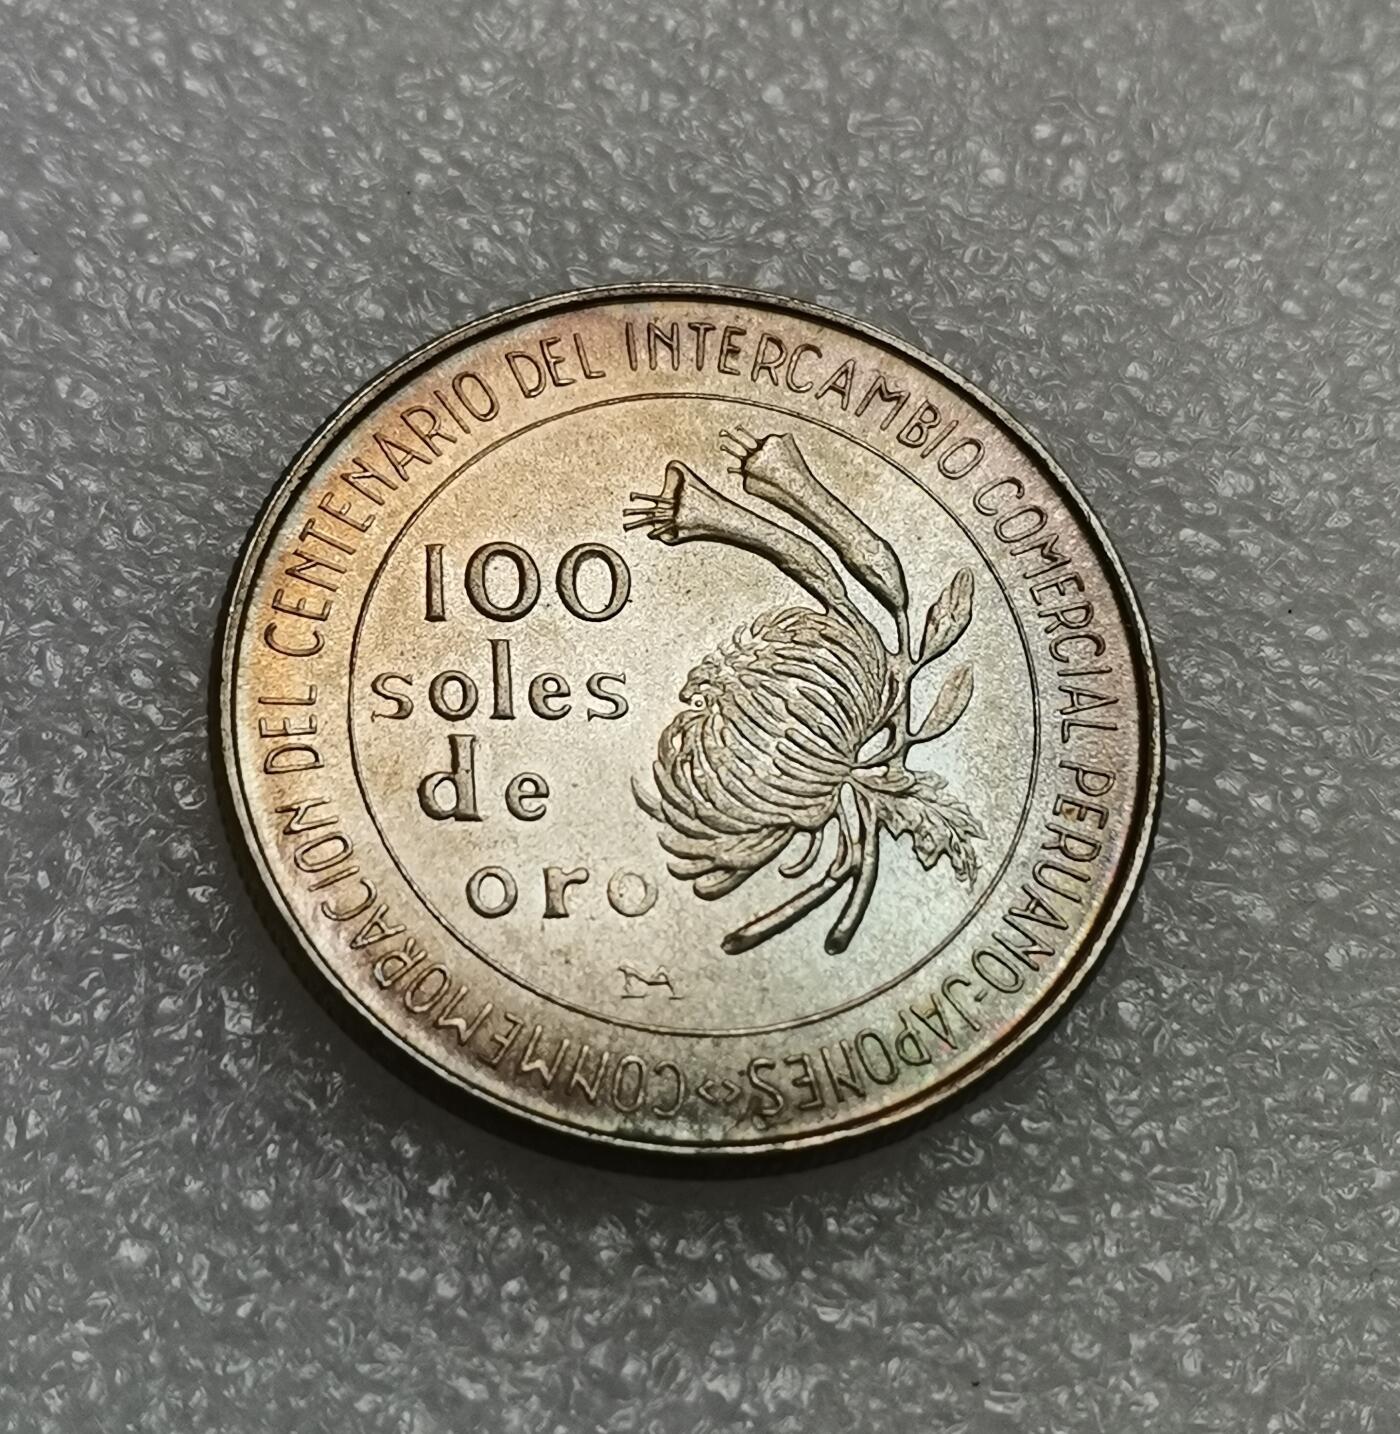 CONMEMORACION DEL CENTENARIO DEL INTERCAMBIO COMERCIAL PERUANO-JAPONES
100
soles
de
oro